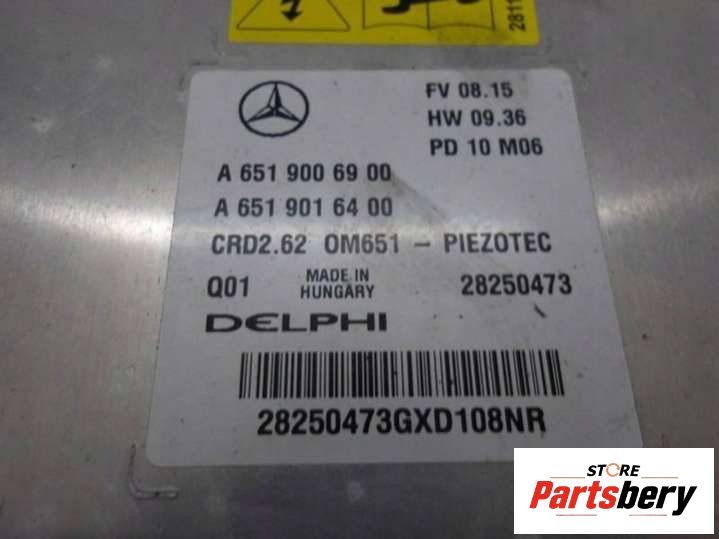 2811
FV 08.15
HW 09.36
PD 10 M06
A 651 900 69 00
A 651 901 64 00
CRD2.62 OM651 - PIEZOTEC
Q01 MADE IN HUNGARY 28250473
DELPHI
28250473GXD108NR
STORE
Partsbery